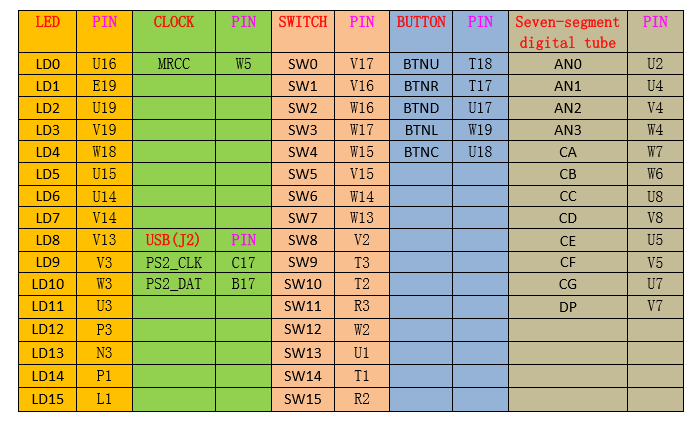 LED PIN CLOCK PIN SWITCH PIN BUTTON PIN Seven-segment PIN
digital tube
LD0 U16 MRCC W5 SW0 V17 BTNU T18 AN0 U2
LD1 E19 SW1 V16 BTNR T17 AN1 U4
LD2 U19 SW2 W16 BTND U17 AN2 V4
LD3 V19 SW3 W17 BTNL W19 AN3 W4
LD4 W18 SW4 W15 BTNC U18 CA W7
LD5 U15 SW5 V15 CB W6
LD6 U14 SW6 W14 CC U8
LD7 V14 SW7 W13 CD V8
LD8 V13 USB(J2) PIN SW8 V2 CE U5
LD9 V3 PS2_CLK C17 SW9 T3 CF V5
LD10 W3 PS2_DAT B17 SW10 T2 CG U7
LD11 U3 SW11 R3 DP V7
LD12 P3 SW12 W2
LD13 N3 SW13 U1
LD14 P1 SW14 T1
LD15 L1 SW15 R2